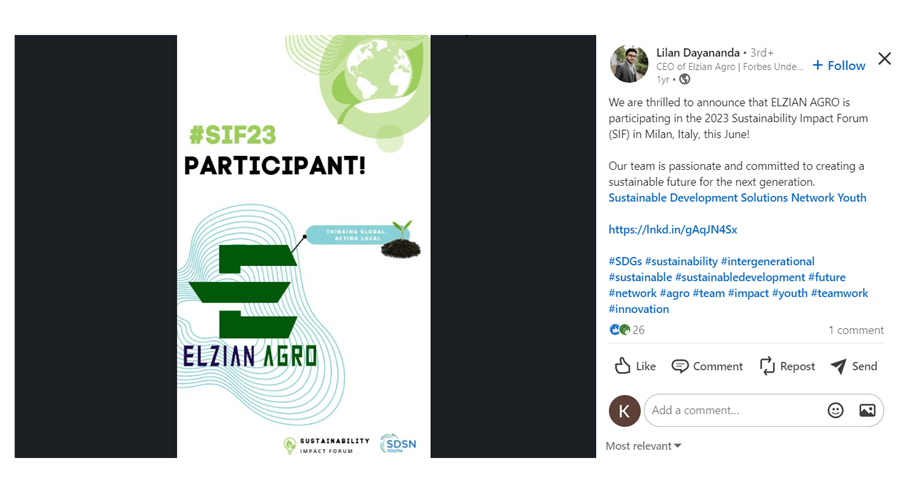 #SIF23
PARTICIPANT!
THINKING GLOBAL,
ACTING LOCAL
ELZIAN AGRO
SUSTAINABILITY
IMPACT FORUM
SDSN
YOUTH
Lilan Dayananda • 3rd+
CEO of Elzian Agro | Forbes Unde...
1yr •
+ Follow
We are thrilled to announce that ELZIAN AGRO is
participating in the 2023 Sustainability Impact Forum
(SIF) in Milan, Italy, this June!
Our team is passionate and committed to creating a
sustainable future for the next generation.
Sustainable Development Solutions Network Youth
https://lnkd.in/gAqJN4Sx
#SDGs #sustainability #intergenerational
#sustainable #sustainabledevelopment #future
#network #agro #team #impact #youth #teamwork
#innovation
26
1 comment
Like Comment Repost Send
K
Add a comment...
Most relevant